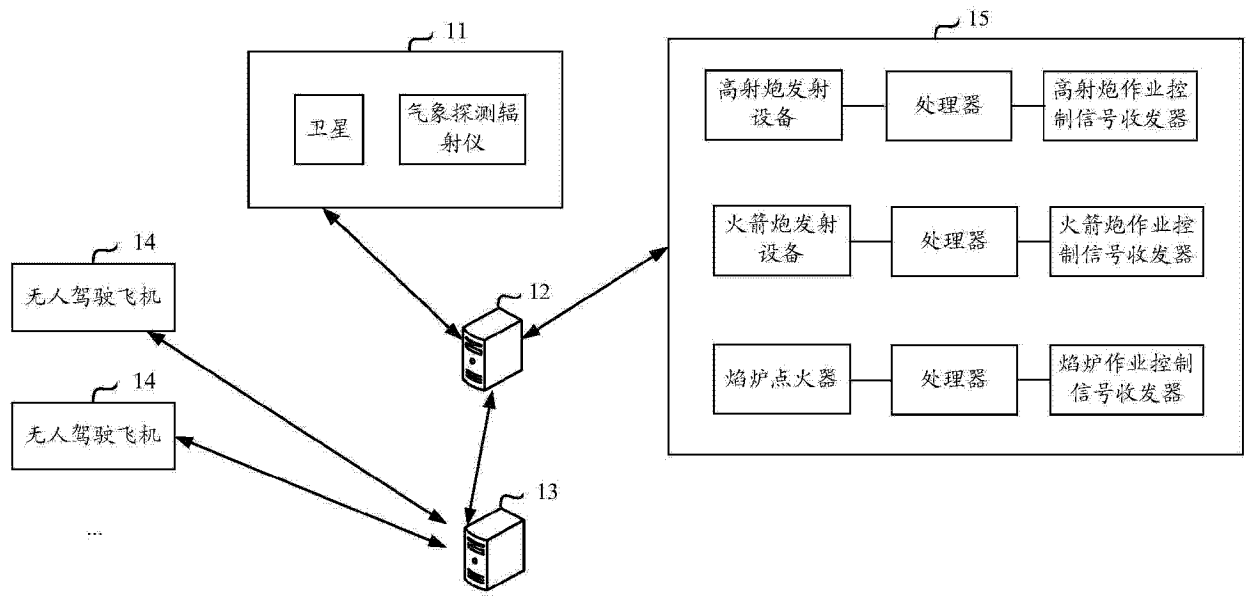 11
15
卫星
气象探测辐
射仪
高射炮发射
设备
处理器
高射炮作业控
制信号收发器
火箭炮发射
设备
处理器
火箭炮作业控
制信号收发器
焰炉点火器
处理器
焰炉作业控制
信号收发器
14
无人驾驶飞机
14
无人驾驶飞机
...
12
13